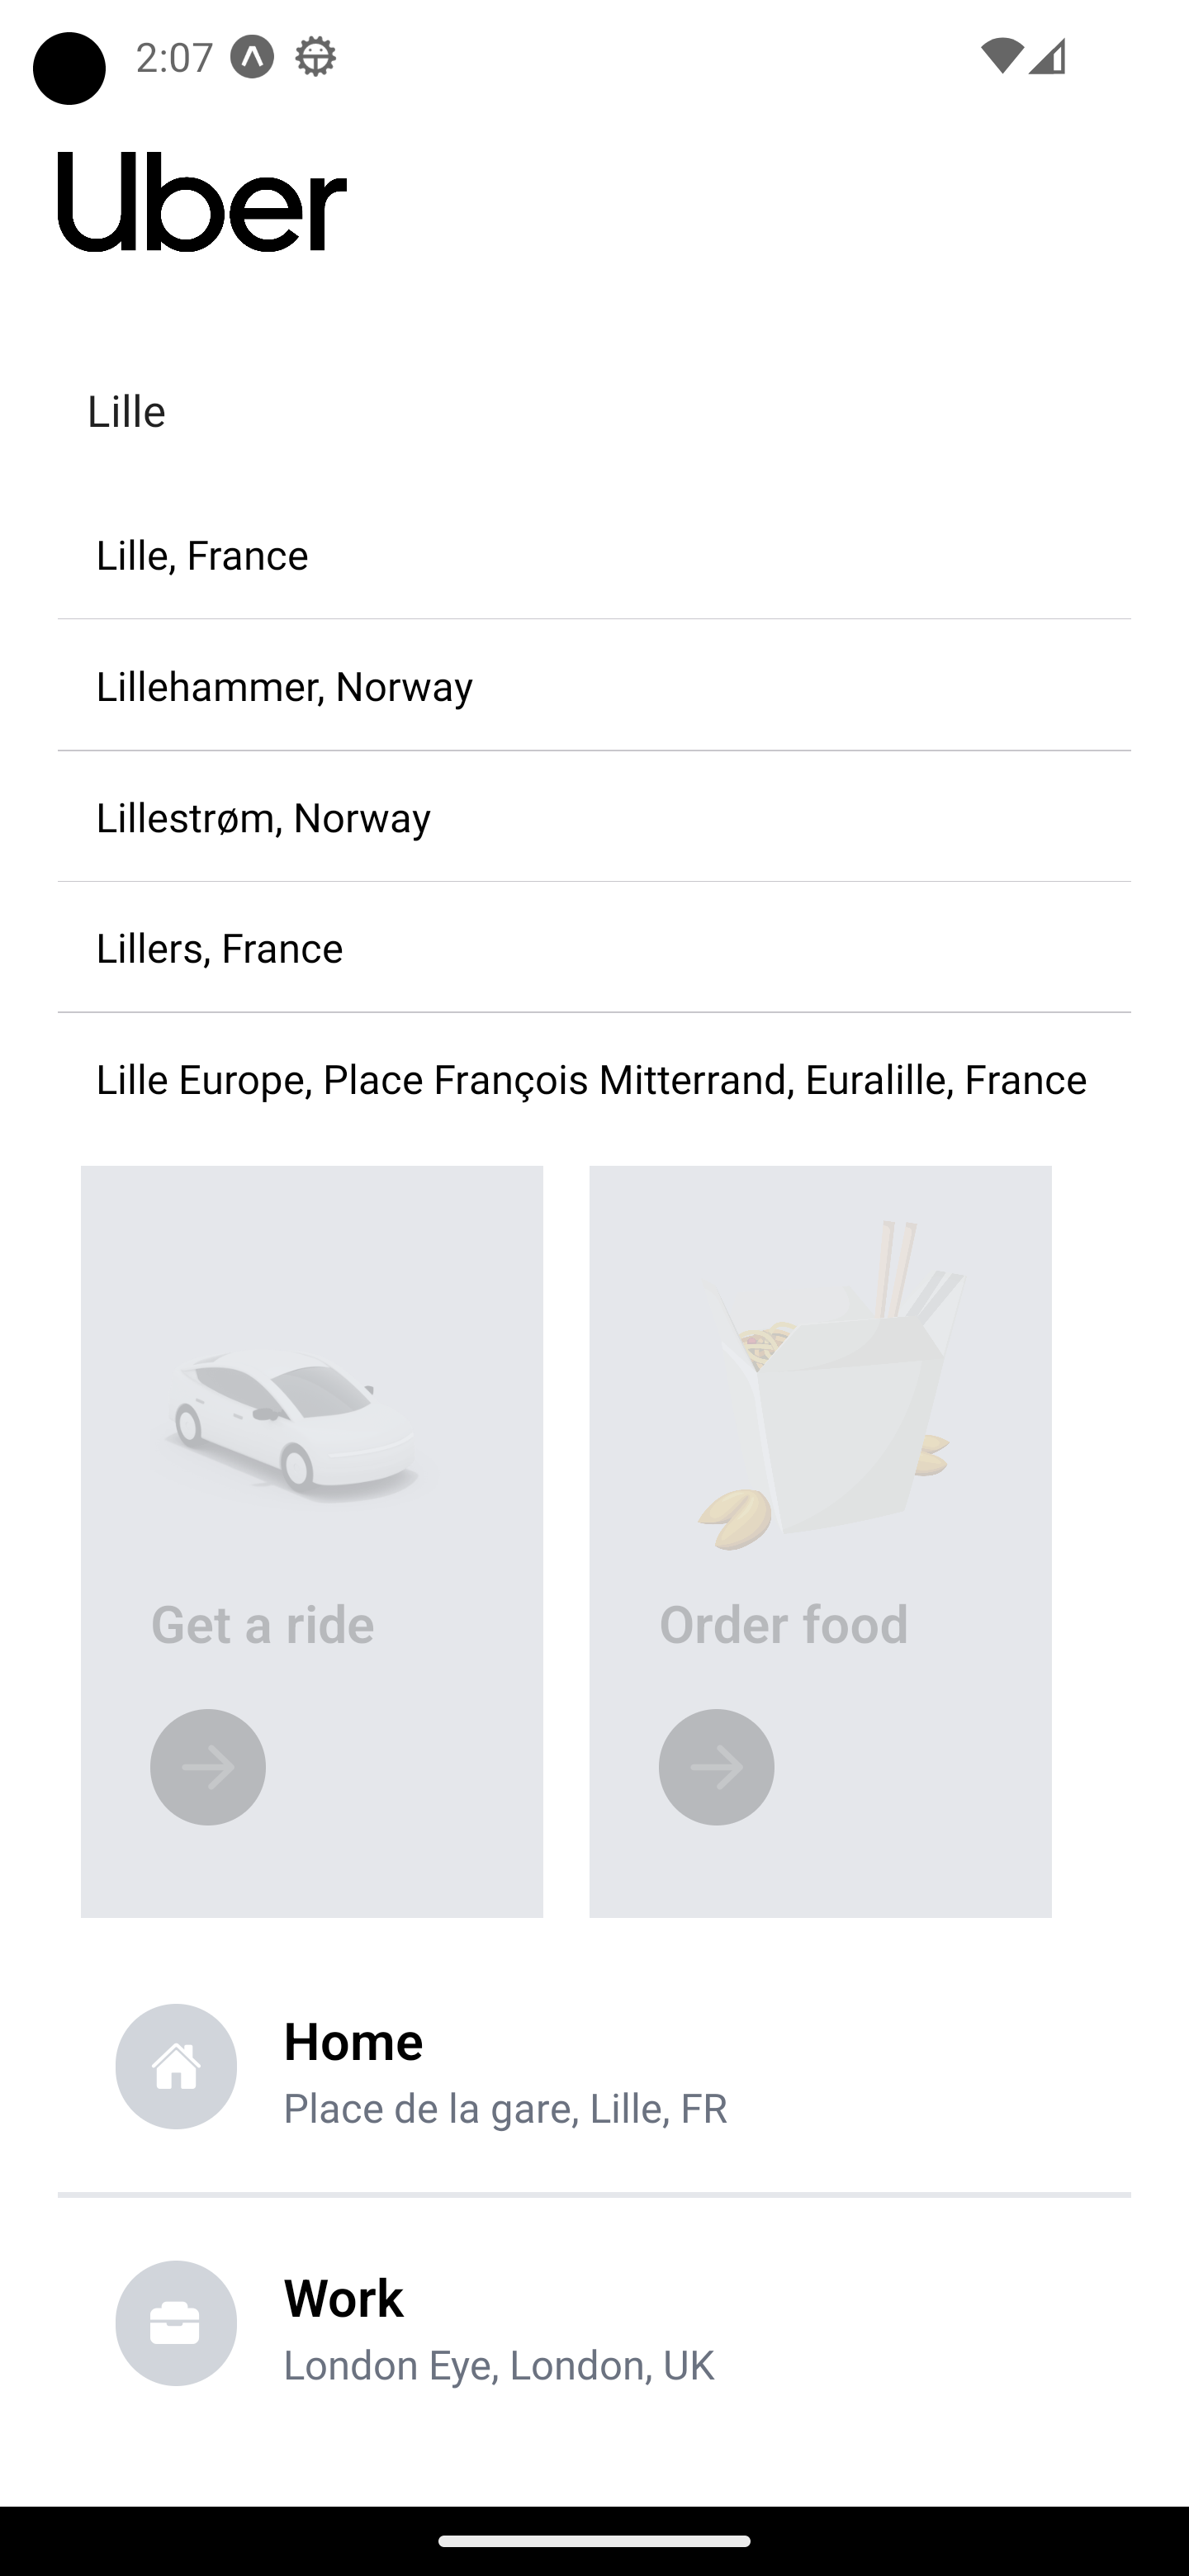 2:07
Uber
Lille
Lille, France
Lillehammer, Norway
Lillestrøm, Norway
Lillers, France
Lille Europe, Place François Mitterrand, Euralille, France
Get a ride
Order food
Home
Place de la gare, Lille, FR
Work
London Eye, London, UK